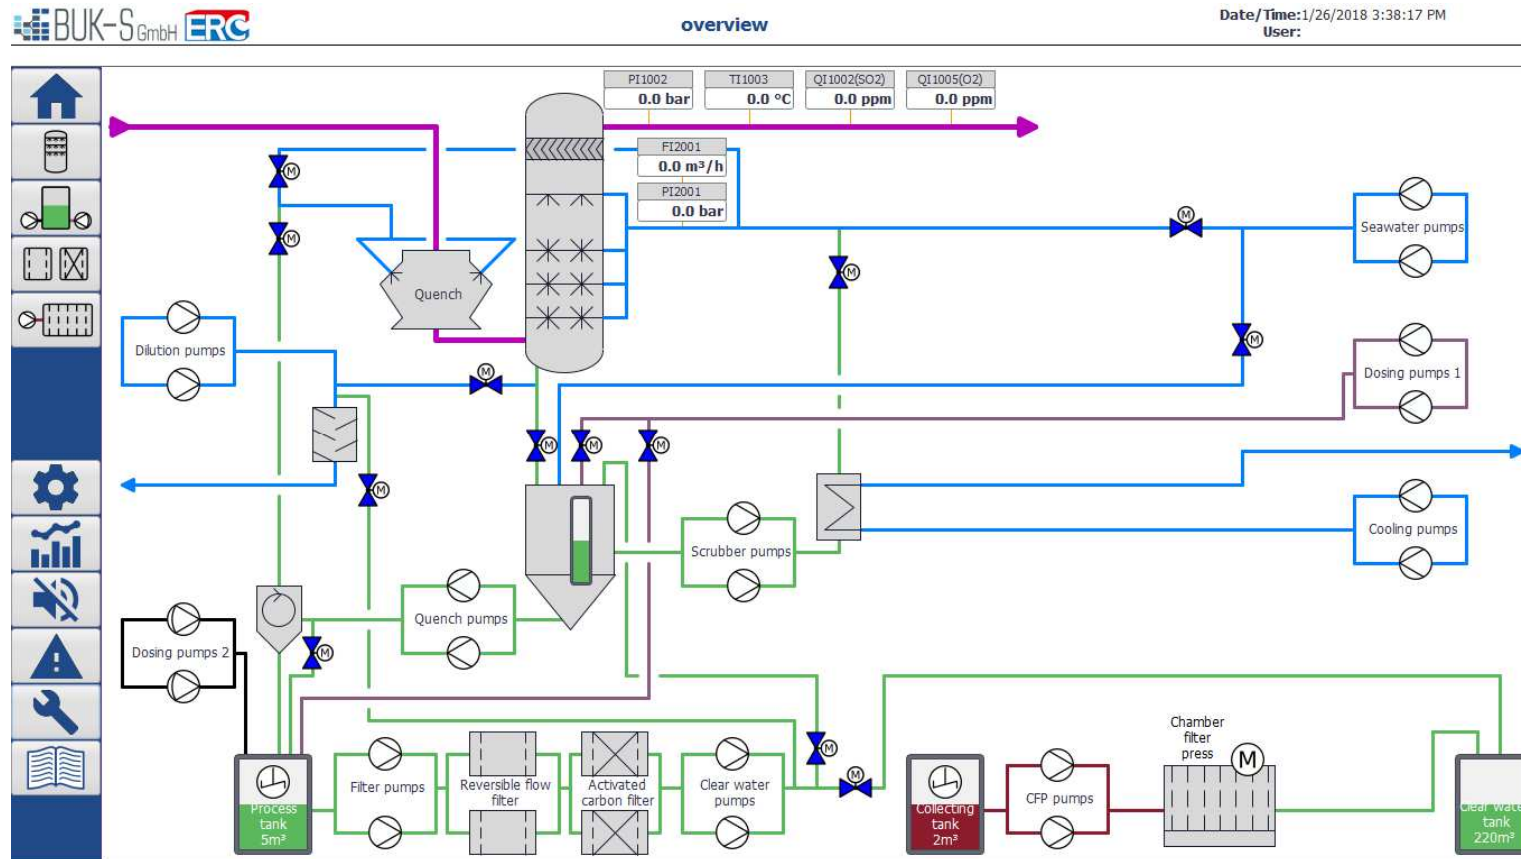 BUK-S GmbH ERC
overview
Date/Time:1/26/2018 3:38:17 PM
User:
PI1002
TI1003
QI1002(SO2)
QI1005(O2)
0.0 bar
0.0 °C
0.0 ppm
0.0 ppm
FI2001
0.0 m³/h
PI2001
0.0 bar
M
M
M
M
M
Seawater pumps
Quench
Dilution pumps
M
M
Dosing pumps 1
M
M
M
M
Scrubber pumps
Cooling pumps
Quench pumps
Dosing pumps 2
M
Chamber
filter
press
M
M
M
Process
tank
5m³
Filter pumps
Reversible flow
filter
Activated
carbon filter
Clear water
pumps
Collecting
tank
2m³
CFP pumps
Clear wate
tank
220m³